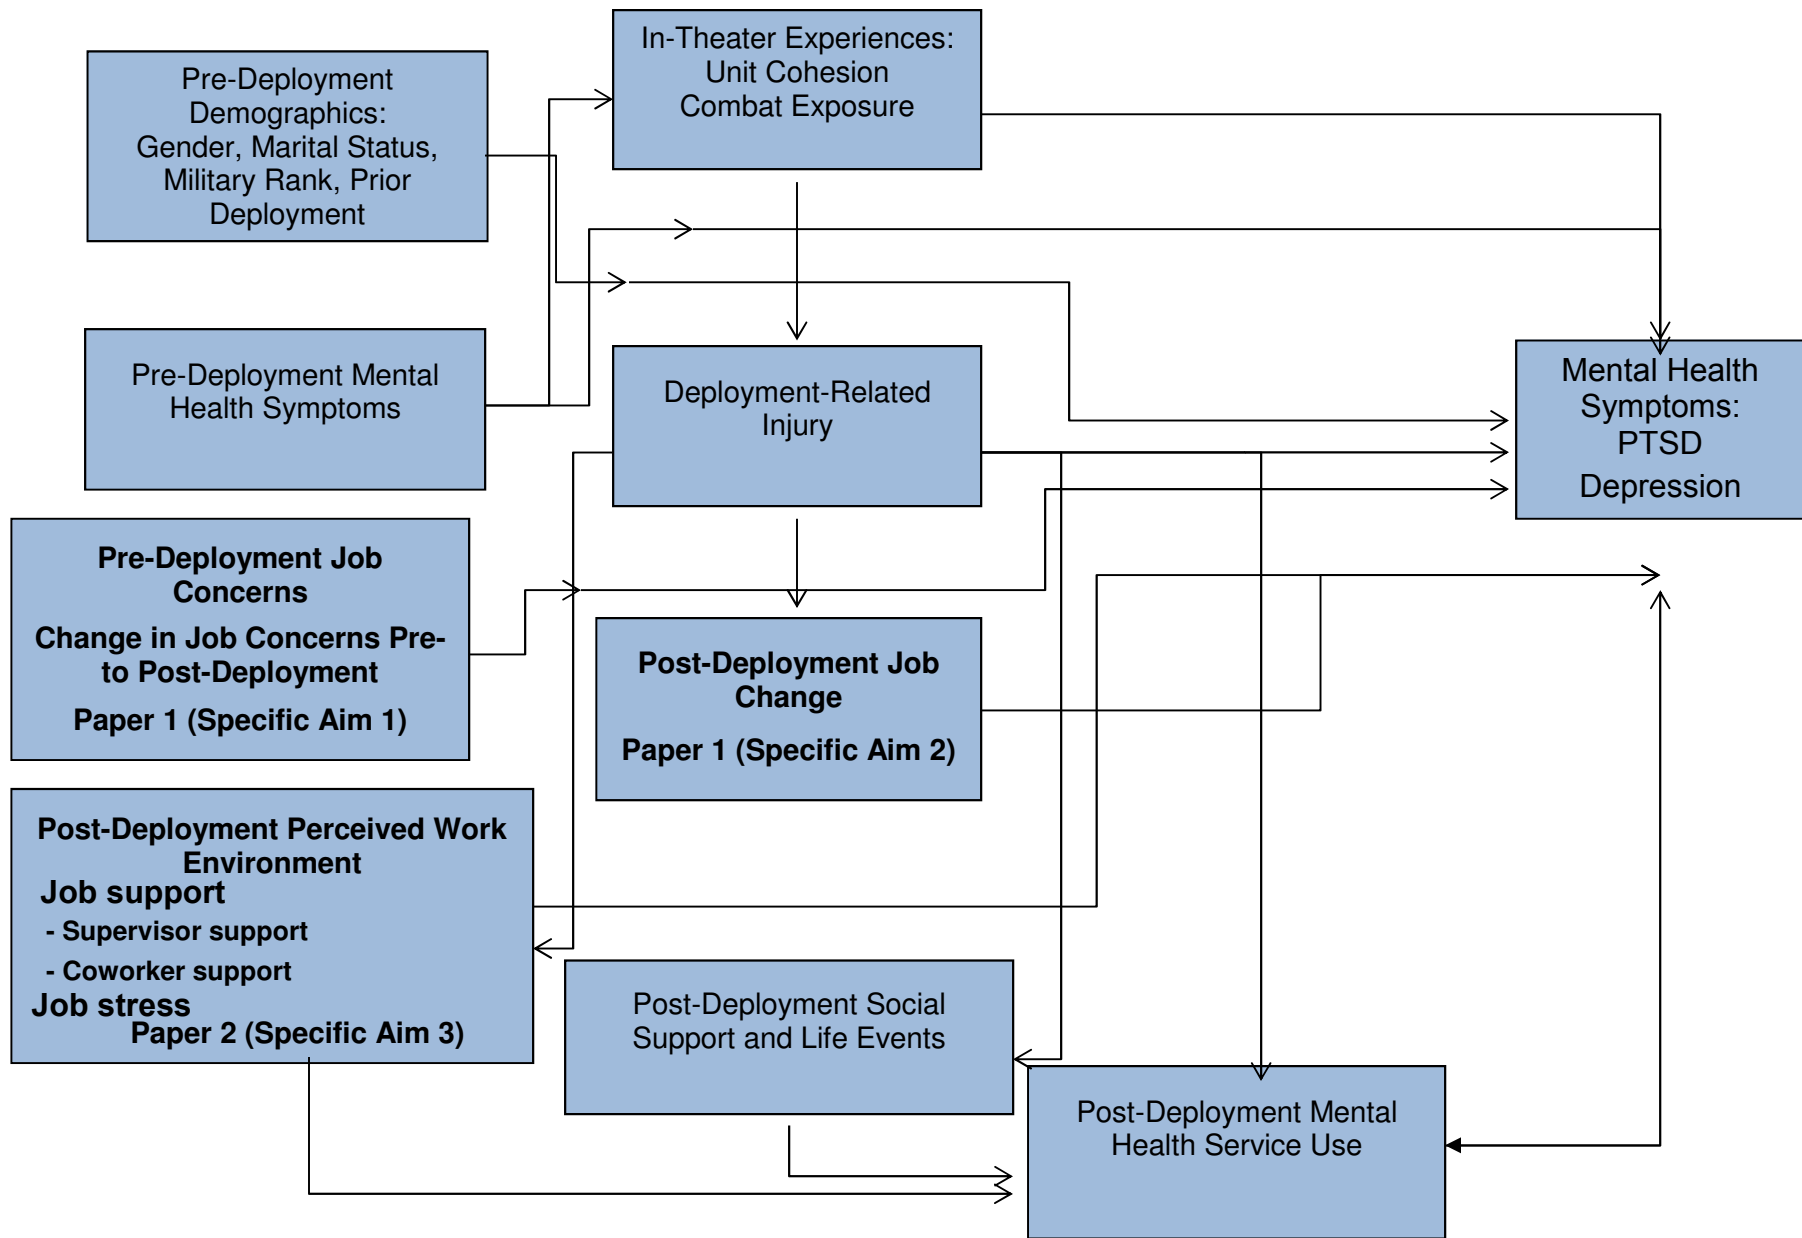 Pre-Deployment
Demographics:
Gender, Marital Status,
Military Rank, Prior
Deployment
In-Theater Experiences:
Unit Cohesion
Combat Exposure
Pre-Deployment Mental
Health Symptoms
Deployment-Related
Injury
Mental Health
Symptoms:
PTSD
Depression
Pre-Deployment Job
Concerns
Change in Job Concerns Pre-
to Post-Deployment
Paper 1 (Specific Aim 1)
Post-Deployment Job
Change
Paper 1 (Specific Aim 2)
Post-Deployment Perceived Work
Environment
Job support
- Supervisor support
- Coworker support
Job stress
Paper 2 (Specific Aim 3)
Post-Deployment Social
Support and Life Events
Post-Deployment Mental
Health Service Use